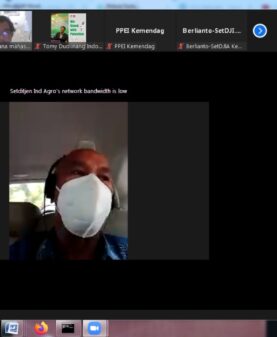 PPEI Kemendag
Berlianto-SetDJI...
ana mahas...
Tomy Duolinang Indo...
PPEI Kemendag
Berlianto-SetDJI Ke...
Setditjen Ind Agro's network bandwidth is low